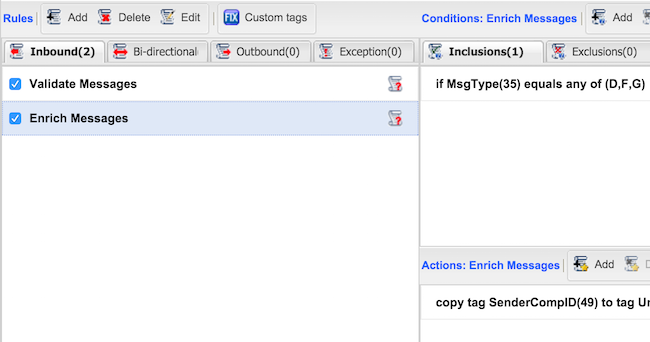 Rules Add Delete Edit FIX Custom tags
Conditions: Enrich Messages Add
Inbound(2) Bi-directional Outbound(0) Exception(0)
Inclusions(1) Exclusions(0)
Validate Messages
Enrich Messages
if MsgType(35) equals any of (D,F,G)
Actions: Enrich Messages Add
copy tag SenderCompID(49) to tag